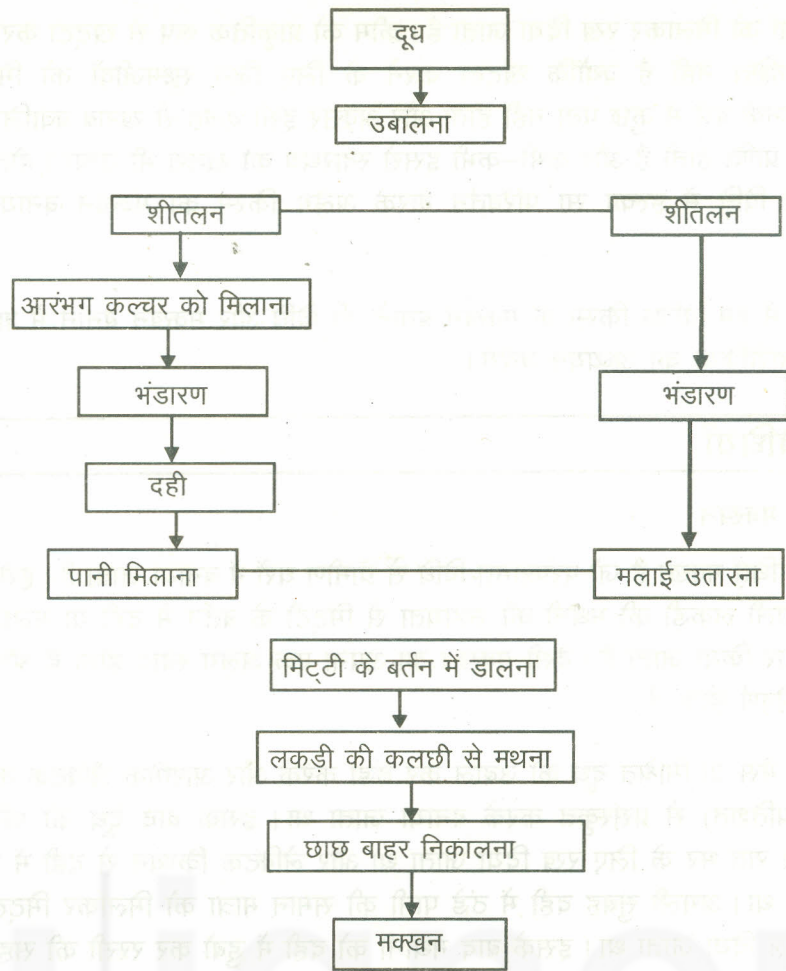 दूध
उबालना
शीतलन
शीतलन
आरंभग कल्चर को मिलाना
भंडारण
भंडारण
दही
पानी मिलाना
मलाई उतारना
मिट्टी के बर्तन में डालना
लकड़ी की कलछी से मथना
छाछ बाहर निकालना
मक्खन